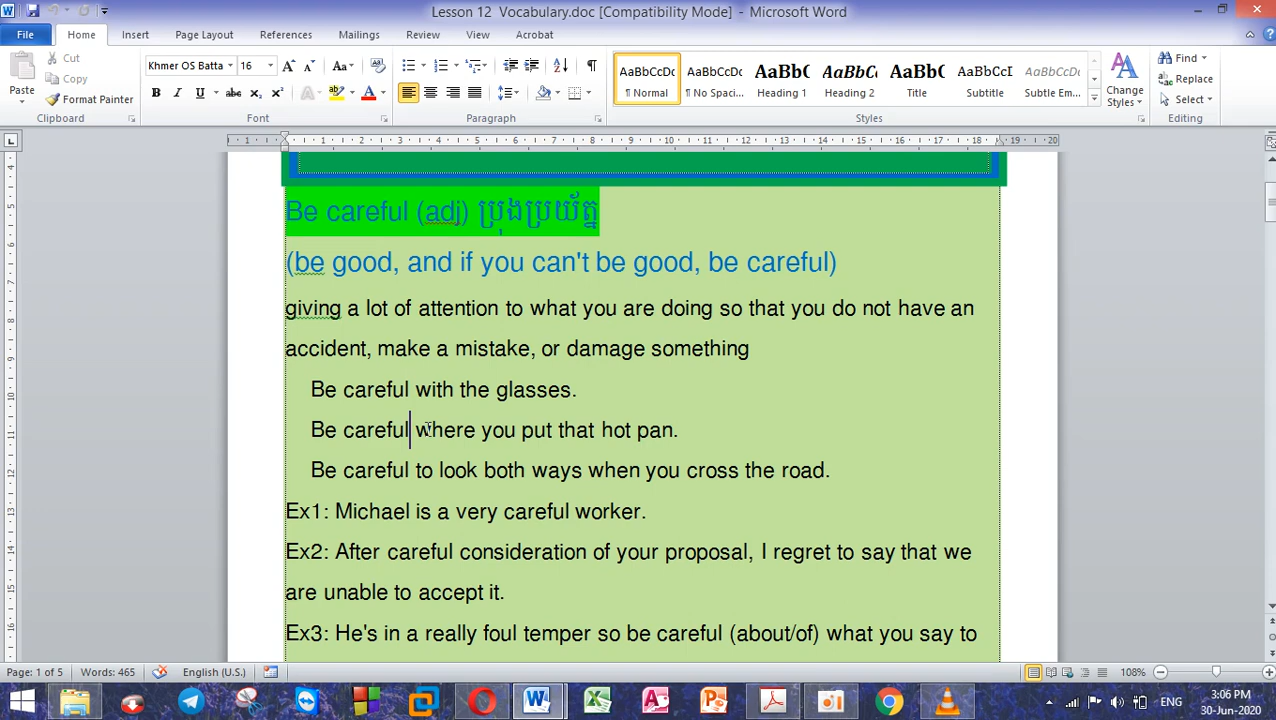 Lesson 12  Vocabulary.doc [Compatibility Mode]  -  Microsoft Word
File Home Insert Page Layout References Mailings Review View Acrobat
Paste
Cut
Copy
Format Painter
Clipboard
Khmer OS Batta 16
Font
Paragraph
AaBbCcDc AaBbCcDc AaBbC AaBbCc AaBbC AaBbCcI AaBbCcDc
¶ Normal ¶ No Spaci... Heading 1 Heading 2 Title Subtitle Subtle Em...
Styles
Change Styles
Find
Replace
Select
Editing
Be careful (adj) ប្រុងប្រយ័ត្ន
(be good, and if you can't be good, be careful)
giving a lot of attention to what you are doing so that you do not have an
accident, make a mistake, or damage something
Be careful with the glasses.
Be careful where you put that hot pan.
Be careful to look both ways when you cross the road.
Ex1: Michael is a very careful worker.
Ex2: After careful consideration of your proposal, I regret to say that we
are unable to accept it.
Ex3: He's in a really foul temper so be careful (about/of) what you say to
Page: 1 of 5 Words: 465 English (U.S.) 108%
ENG
3:06 PM
30-Jun-2020